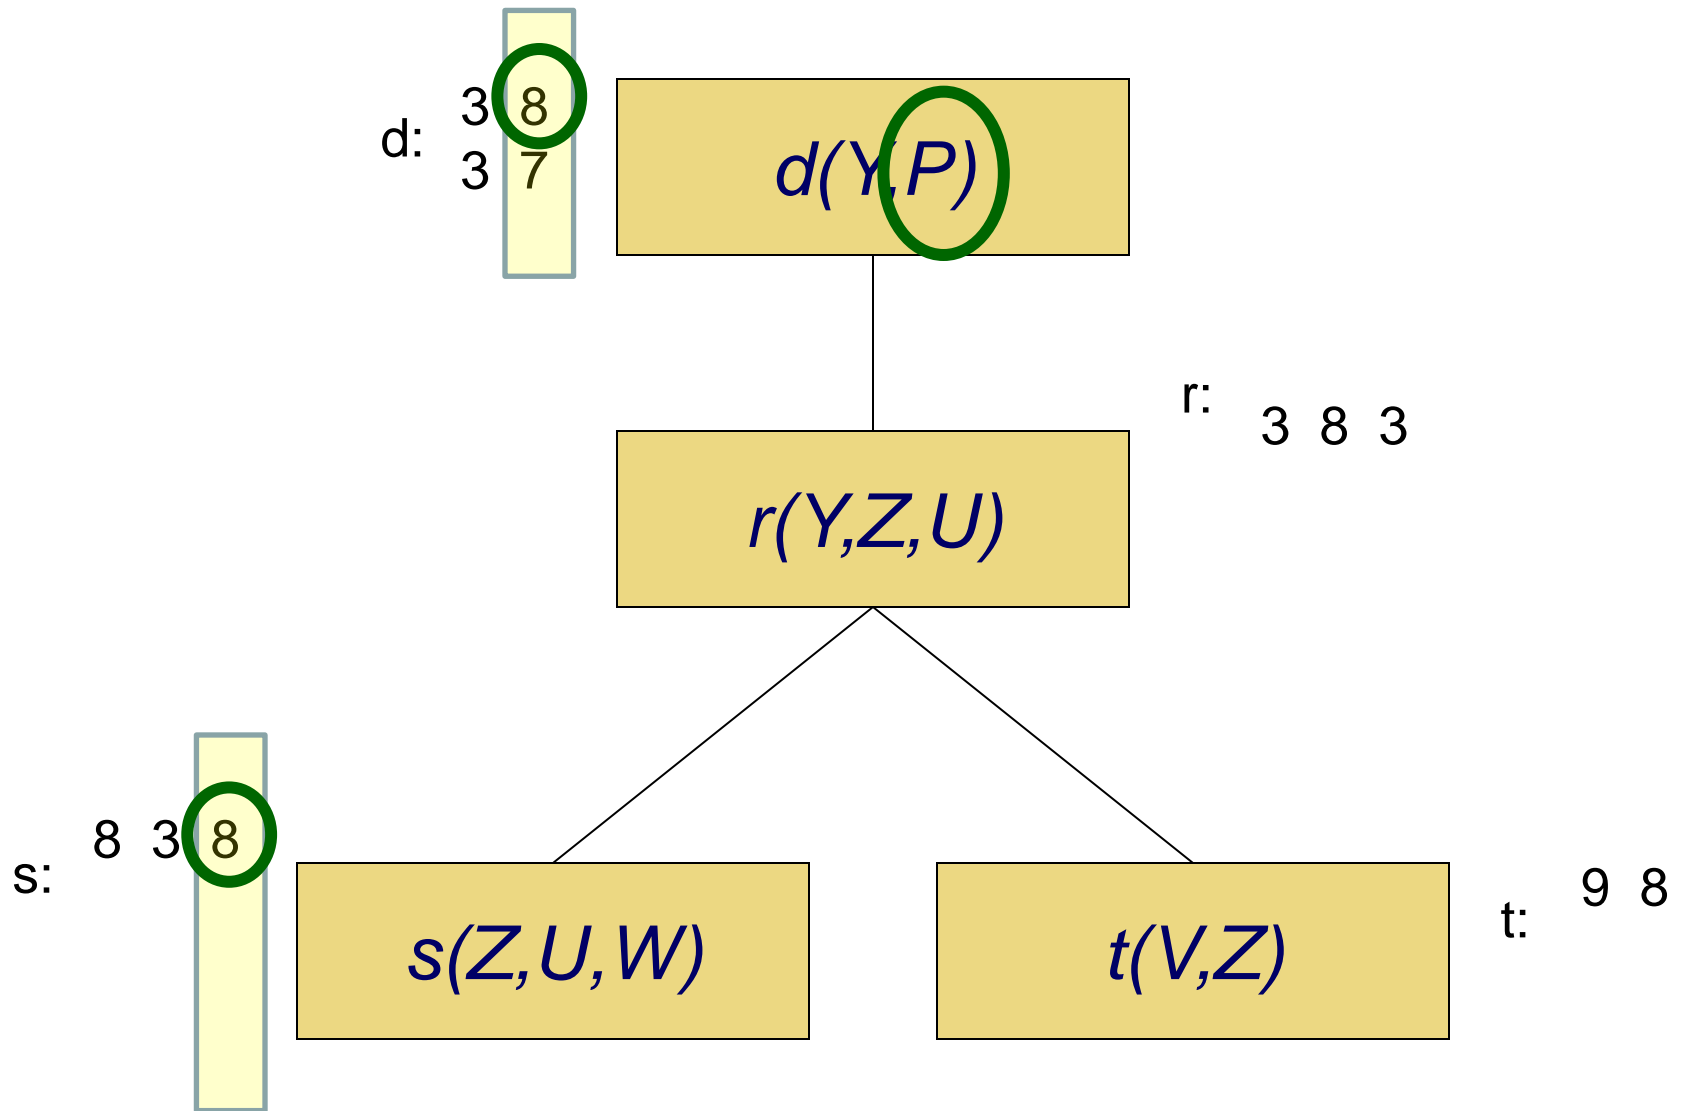 d:
3 8
3 7
d(Y,P)
r:
3 8 3
r(Y,Z,U)
s:
8 3 8
s(Z,U,W)
t(V,Z)
t:
9 8